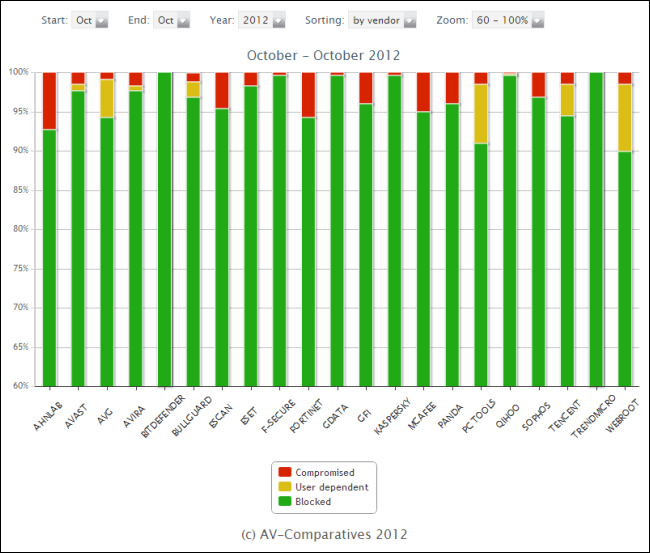 Start: Oct End: Oct Year: 2012 Sorting: by vendor Zoom: 60 - 100%
October - October 2012
100%
95%
90%
85%
80%
75%
70%
65%
60%
AHNLAB AVAST AVG AVIRA BITDEFENDER BULLGUARD ESCAN ESET F-SECURE FORTINET GDATA GFI KASPERSKY MCAFEE PANDA PC TOOLS QIHOO SOPHOS TENCENT TRENDMICRO WEBROOT
Compromised
User dependent
Blocked
(c) AV-Comparatives 2012